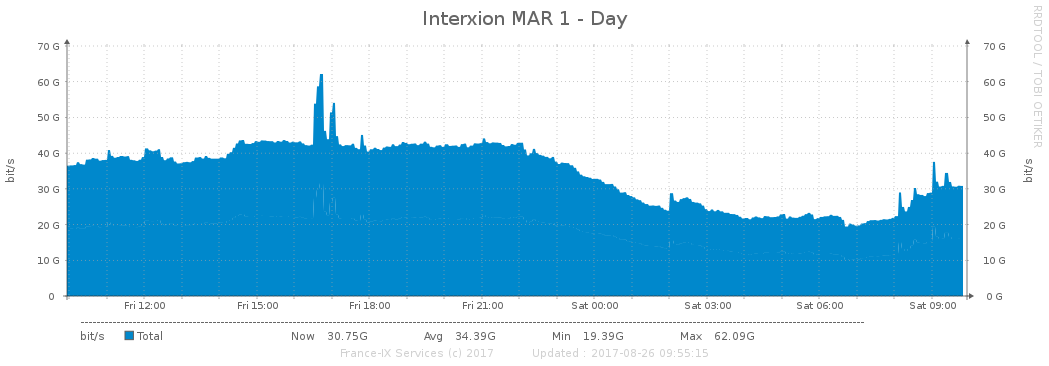 Interxion MAR 1 - Day
RRDTOOL / TOBI OETIKER
bit/s
70 G 70 G
60 G 60 G
50 G 50 G
40 G 40 G
30 G 30 G
20 G 20 G
10 G 10 G
0 0 G
bit/s
Fri 12:00 Fri 15:00 Fri 18:00 Fri 21:00 Sat 00:00 Sat 03:00 Sat 06:00 Sat 09:00
bit/s Total Now 30.75G Avg 34.39G Min 19.39G Max 62.09G
France-IX Services (c) 2017 Updated : 2017-08-26 09:55:15